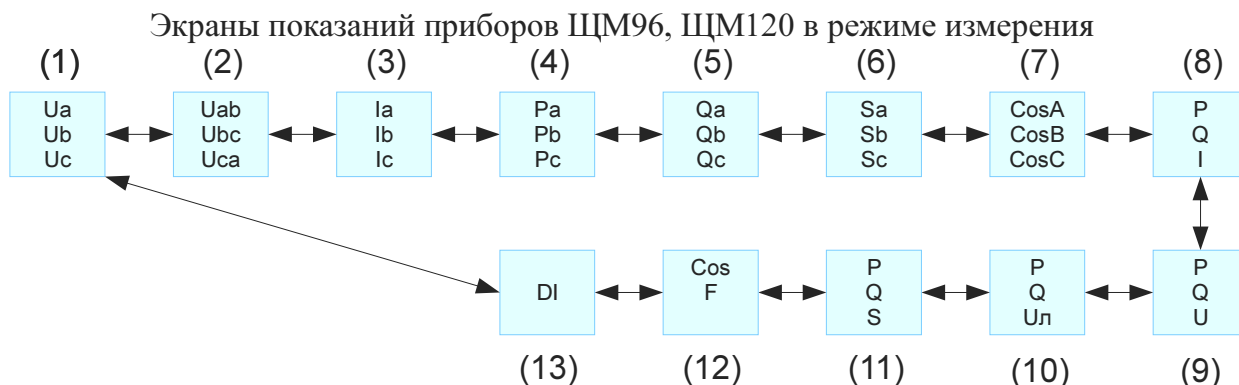 Экраны показаний приборов ЩМ96, ЩМ120 в режиме измерения
(1) (2) (3) (4) (5) (6) (7) (8)
Ua Uab Ia Pa Qa Sa CosA P
Ub Ubc Ib Pb Qb Sb CosB Q
Uc Uca Ic Pc Qc Sc CosC I
Cos P P P
DI F Q Q Q
S Uл U
(13) (12) (11) (10) (9)